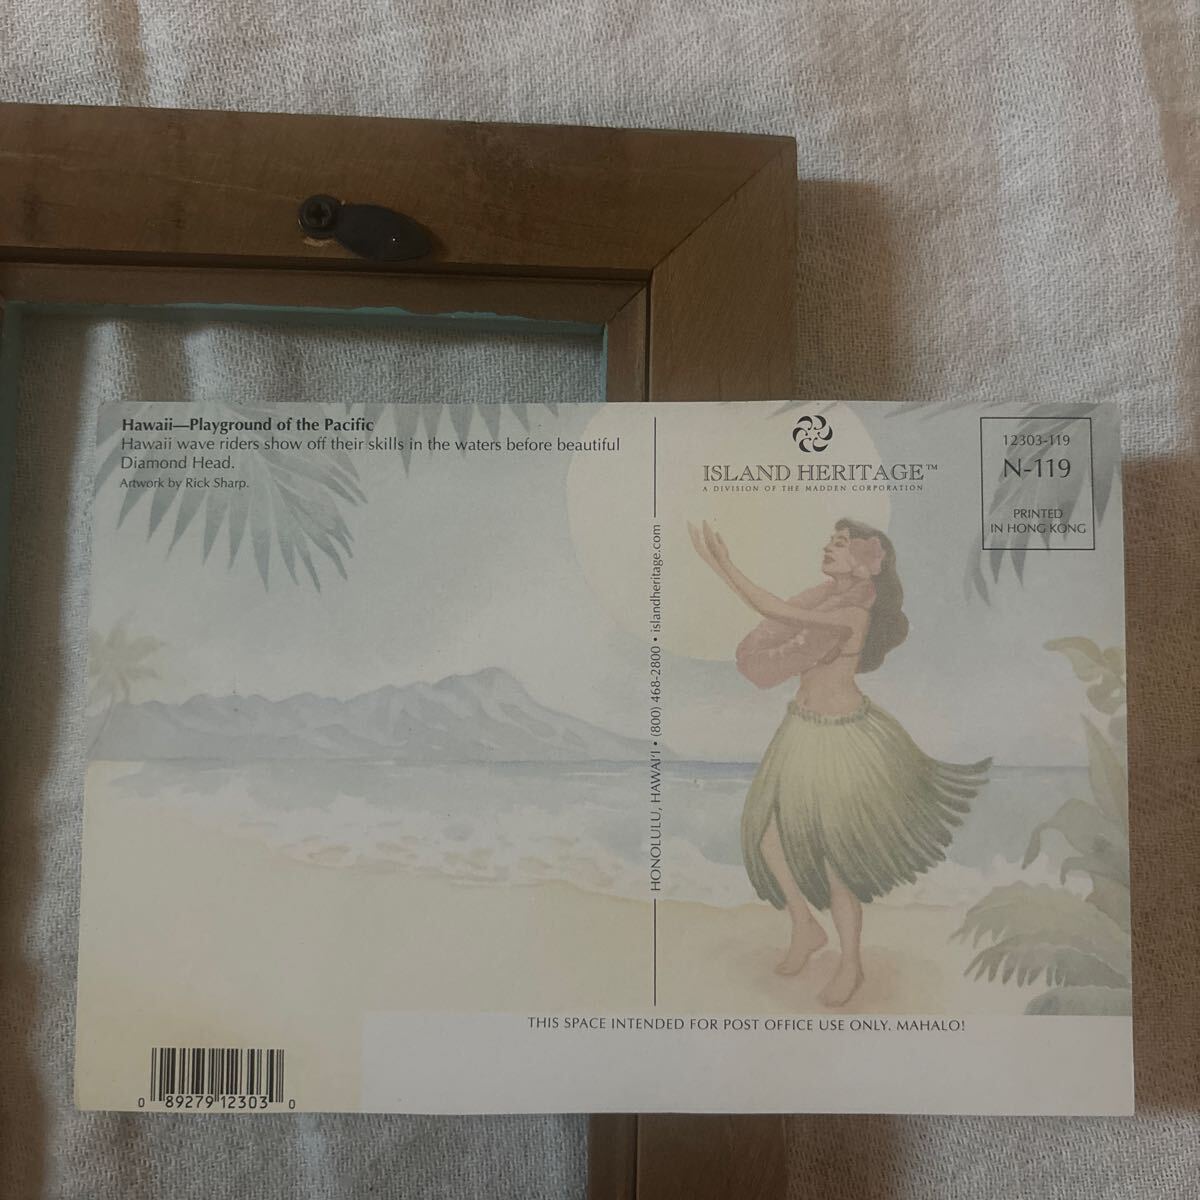 Hawaii—Playground of the Pacific
Hawaii wave riders show off their skills in the waters before beautiful
Diamond Head.
Artwork by Rick Sharp.
HONOLULU, HAWAI'I • (800) 468-2800 • islandheritage.com
ISLAND HERITAGE™
A DIVISION OF THE MADDEN CORPORATION
12303-119
N-119
PRINTED
IN HONG KONG
THIS SPACE INTENDED FOR POST OFFICE USE ONLY. MAHALO!
0 89279 12303 0